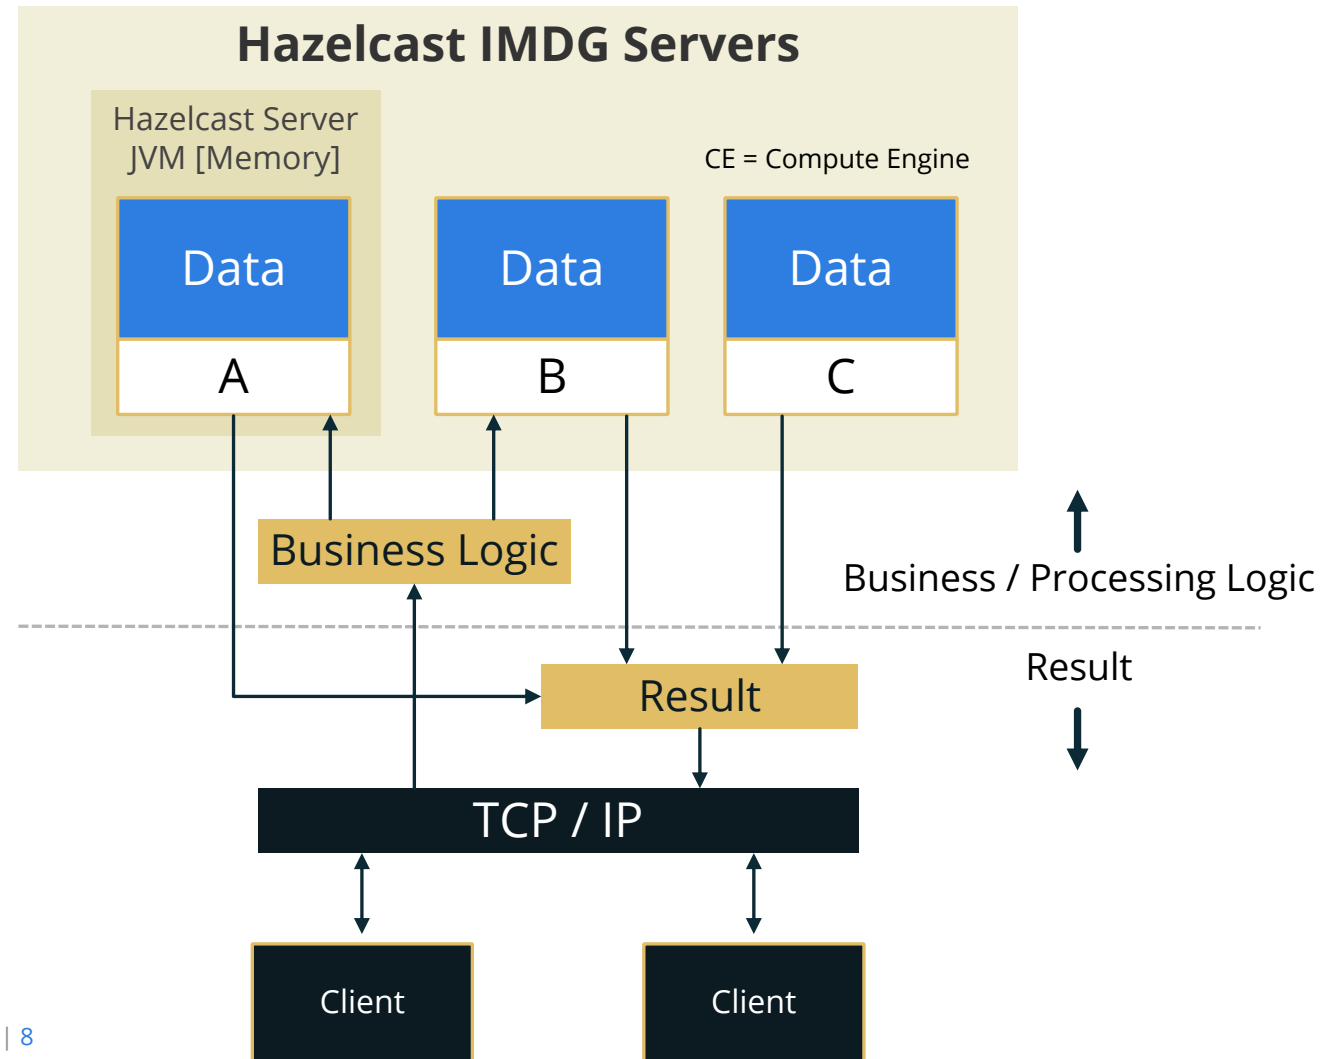 Hazelcast IMDG Servers
Hazelcast Server
JVM [Memory]
CE = Compute Engine
Data
Data
Data
A
B
C
Business Logic
Business / Processing Logic
Result
Result
TCP / IP
Client
Client
| 8